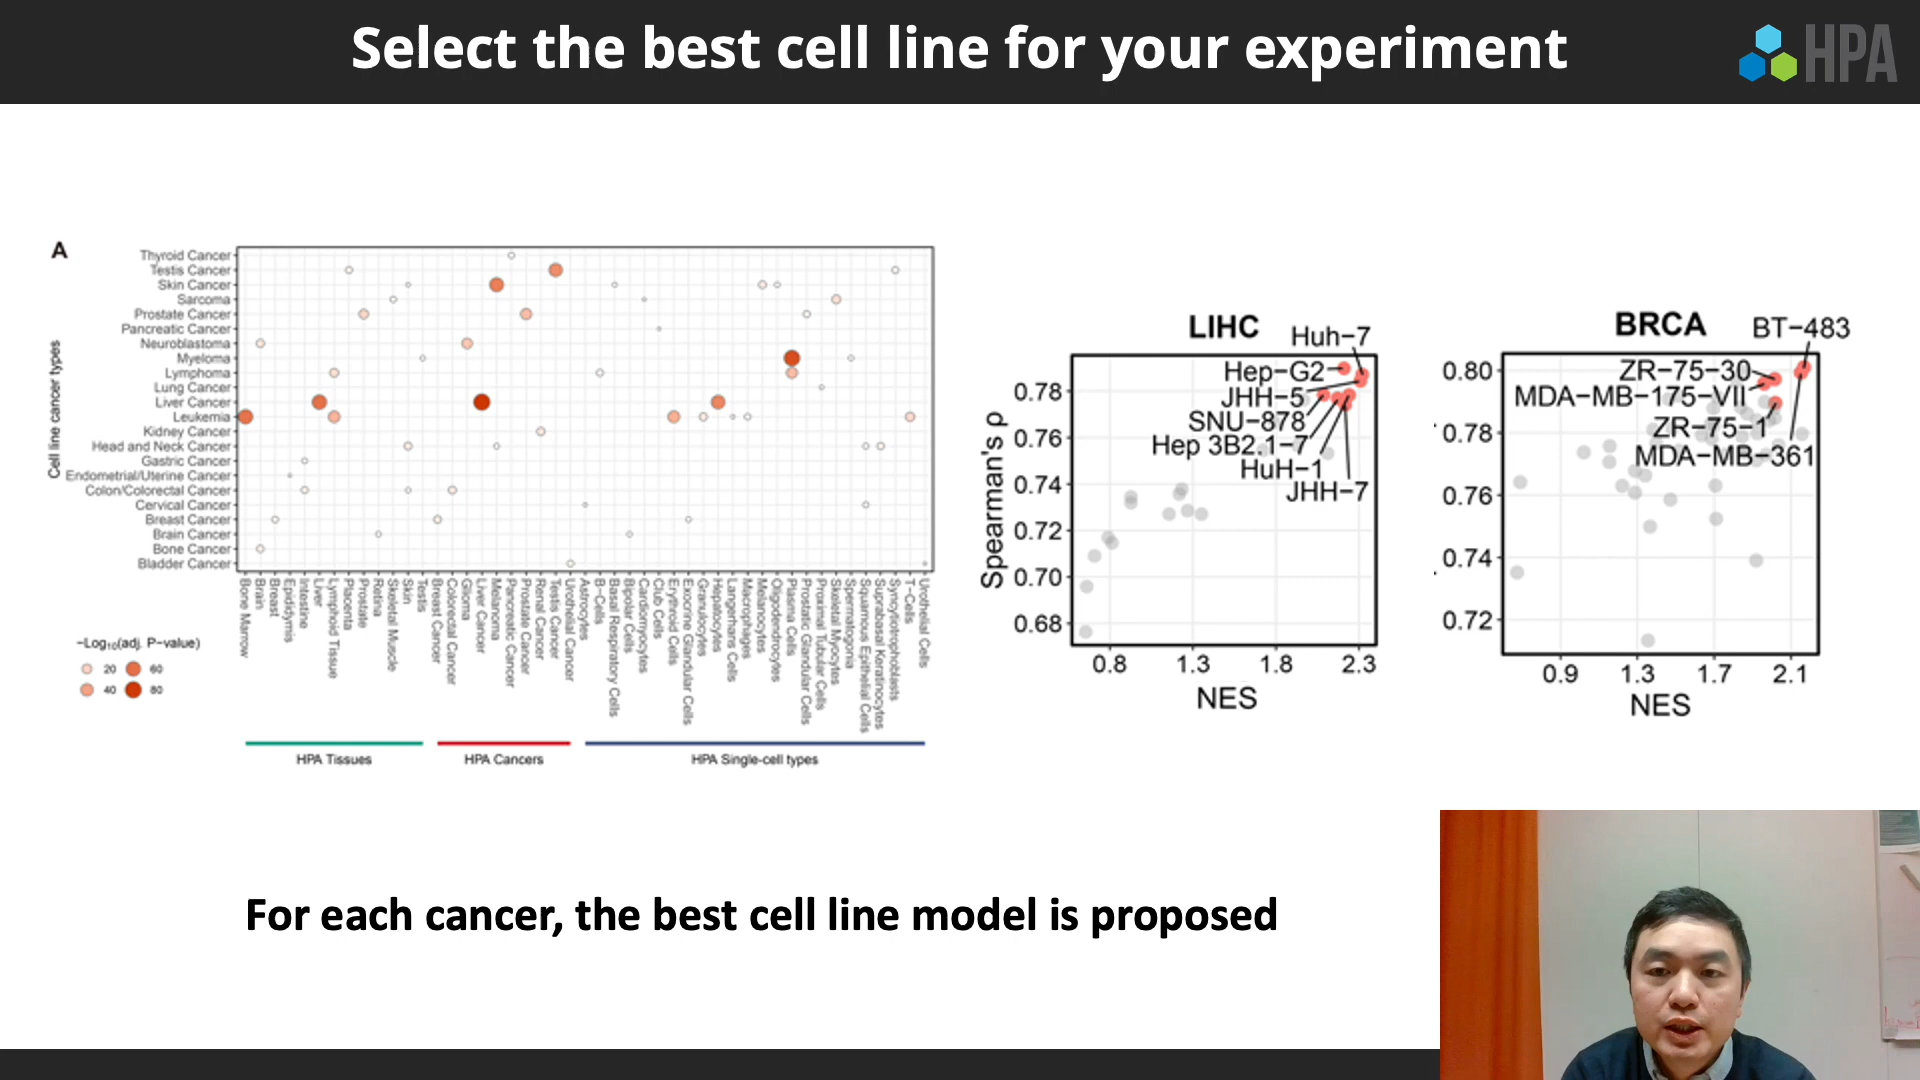 Select the best cell line for your experiment
HPA
A
Cell line cancer types
Thyroid Cancer
Testis Cancer
Skin Cancer
Sarcoma
Prostate Cancer
Pancreatic Cancer
Neuroblastoma
Myeloma
Lymphoma
Lung Cancer
Liver Cancer
Leukemia
Kidney Cancer
Head and Neck Cancer
Gastric Cancer
Endometrial/Uterine Cancer
Colon/Colorectal Cancer
Cervical Cancer
Breast Cancer
Brain Cancer
Bone Cancer
Bladder Cancer
Bone Marrow
Brain
Breast
Epididymis
Intestine
Liver
Lymphoid Tissue
Placenta
Prostate
Retina
Skeletal Muscle
Skin
Testis
Breast Cancer
Colorectal Cancer
Glioma
Liver Cancer
Melanoma
Pancreatic Cancer
Prostate Cancer
Renal Cancer
Testis Cancer
Urothelial Cancer
Astrocytes
B-Cells
Basal Respiratory Cells
Bipolar Cells
Cardiomyocytes
Club Cells
Erythroid Cells
Exocrine Glandular Cells
Granulocytes
Hepatocytes
Langerhans Cells
Macrophages
Melanocytes
Oligodendrocytes
Plasma Cells
Prostatic Glandular Cells
Proximal Tubular Cells
Skeletal Myocytes
Spermatogonia
Squamous Epithelial Cells
Suprabasal Keratinocytes
Syncytiotrophoblasts
T-Cells
Urothelial Cells
−Log10(adj. P−value)
20 60
40 80
HPA Tissues
HPA Cancers
HPA Single-cell types
LIHC
Spearman's ρ
0.78
0.76
0.74
0.72
0.70
0.68
Huh−7
Hep−G2
JHH−5
SNU−878
Hep 3B2.1−7
HuH−1
JHH−7
0.8 1.3 1.8 2.3
NES
BRCA
0.80
0.78
0.76
0.74
0.72
BT−483
ZR−75−30
MDA−MB−175−VII
ZR−75−1
MDA−MB−361
0.9 1.3 1.7 2.1
NES
For each cancer, the best cell line model is proposed